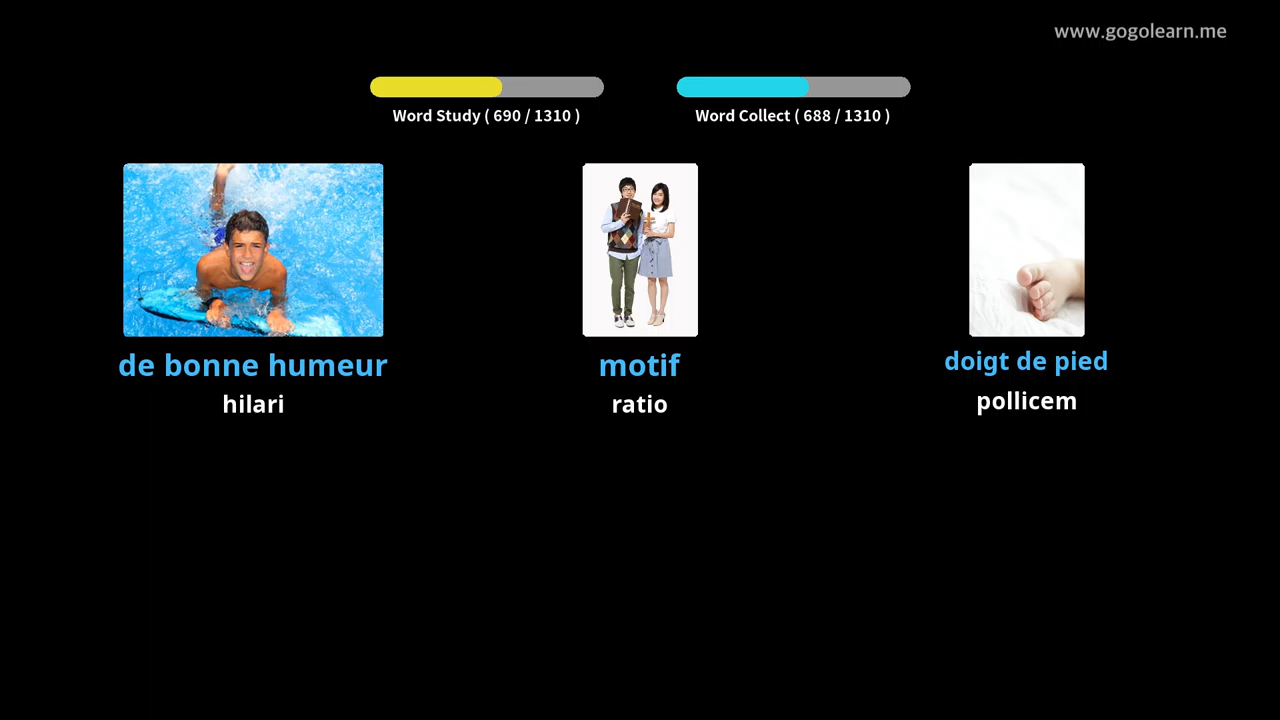 www.gogolearn.me
Word Study ( 690 / 1310 )
Word Collect ( 688 / 1310 )
de bonne humeur
hilari
motif
ratio
doigt de pied
pollicem